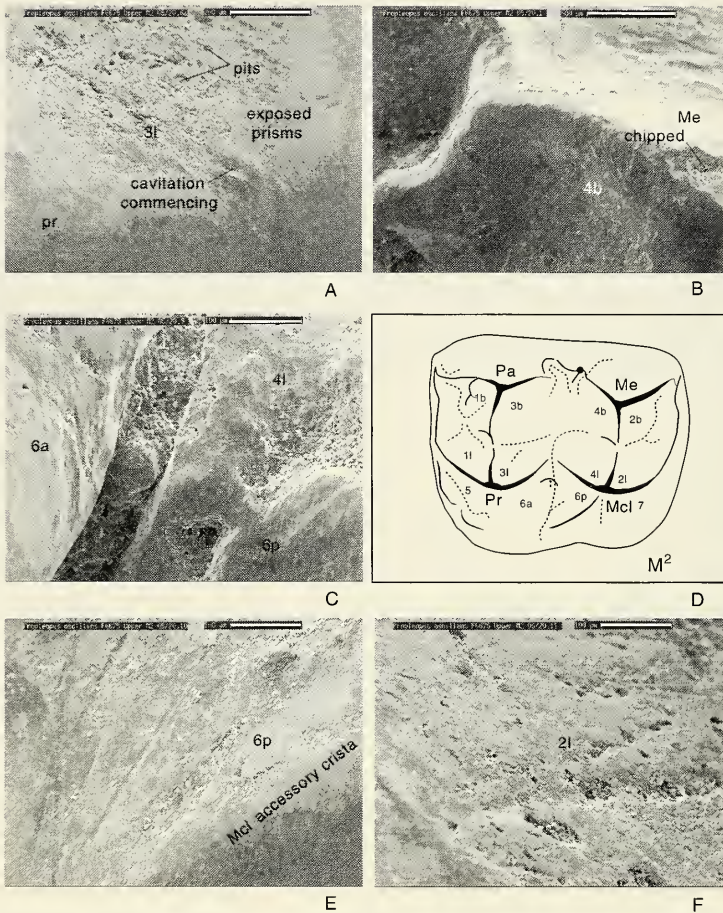 pits
exposed
prisms
3l
cavitation
commencing
pr
A
Me
chipped
4b
B
6a
4l
6p
C
Pa
Me
1b
3b
4b
2b
1l
3l
4l
2l
5
Pr
6a
6p
Mcl
7
M²
D
6p
Mcl accessory crista
E
2l
F